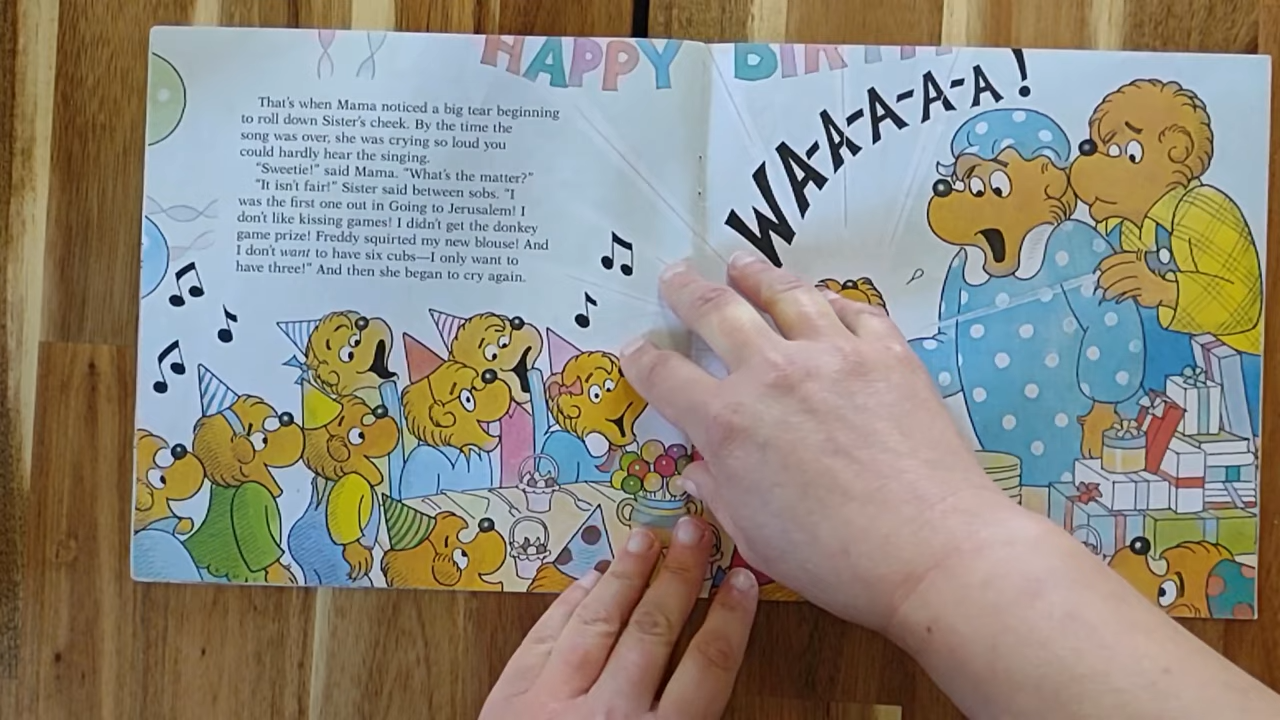 HAPPY BIRTH
That's when Mama noticed a big tear beginning
to roll down Sister's cheek. By the time the
song was over, she was crying so loud you
could hardly hear the singing.
"Sweetie!" said Mama. "What's the matter?"
"It isn't fair!" Sister said between sobs. "I
was the first one out in Going to Jerusalem! I
don't like kissing games! I didn't get the donkey
game prize! Freddy squirted my new blouse! And
I don't want to have six cubs—I only want to
have three!" And then she began to cry again.
WA-A-A-A-A!